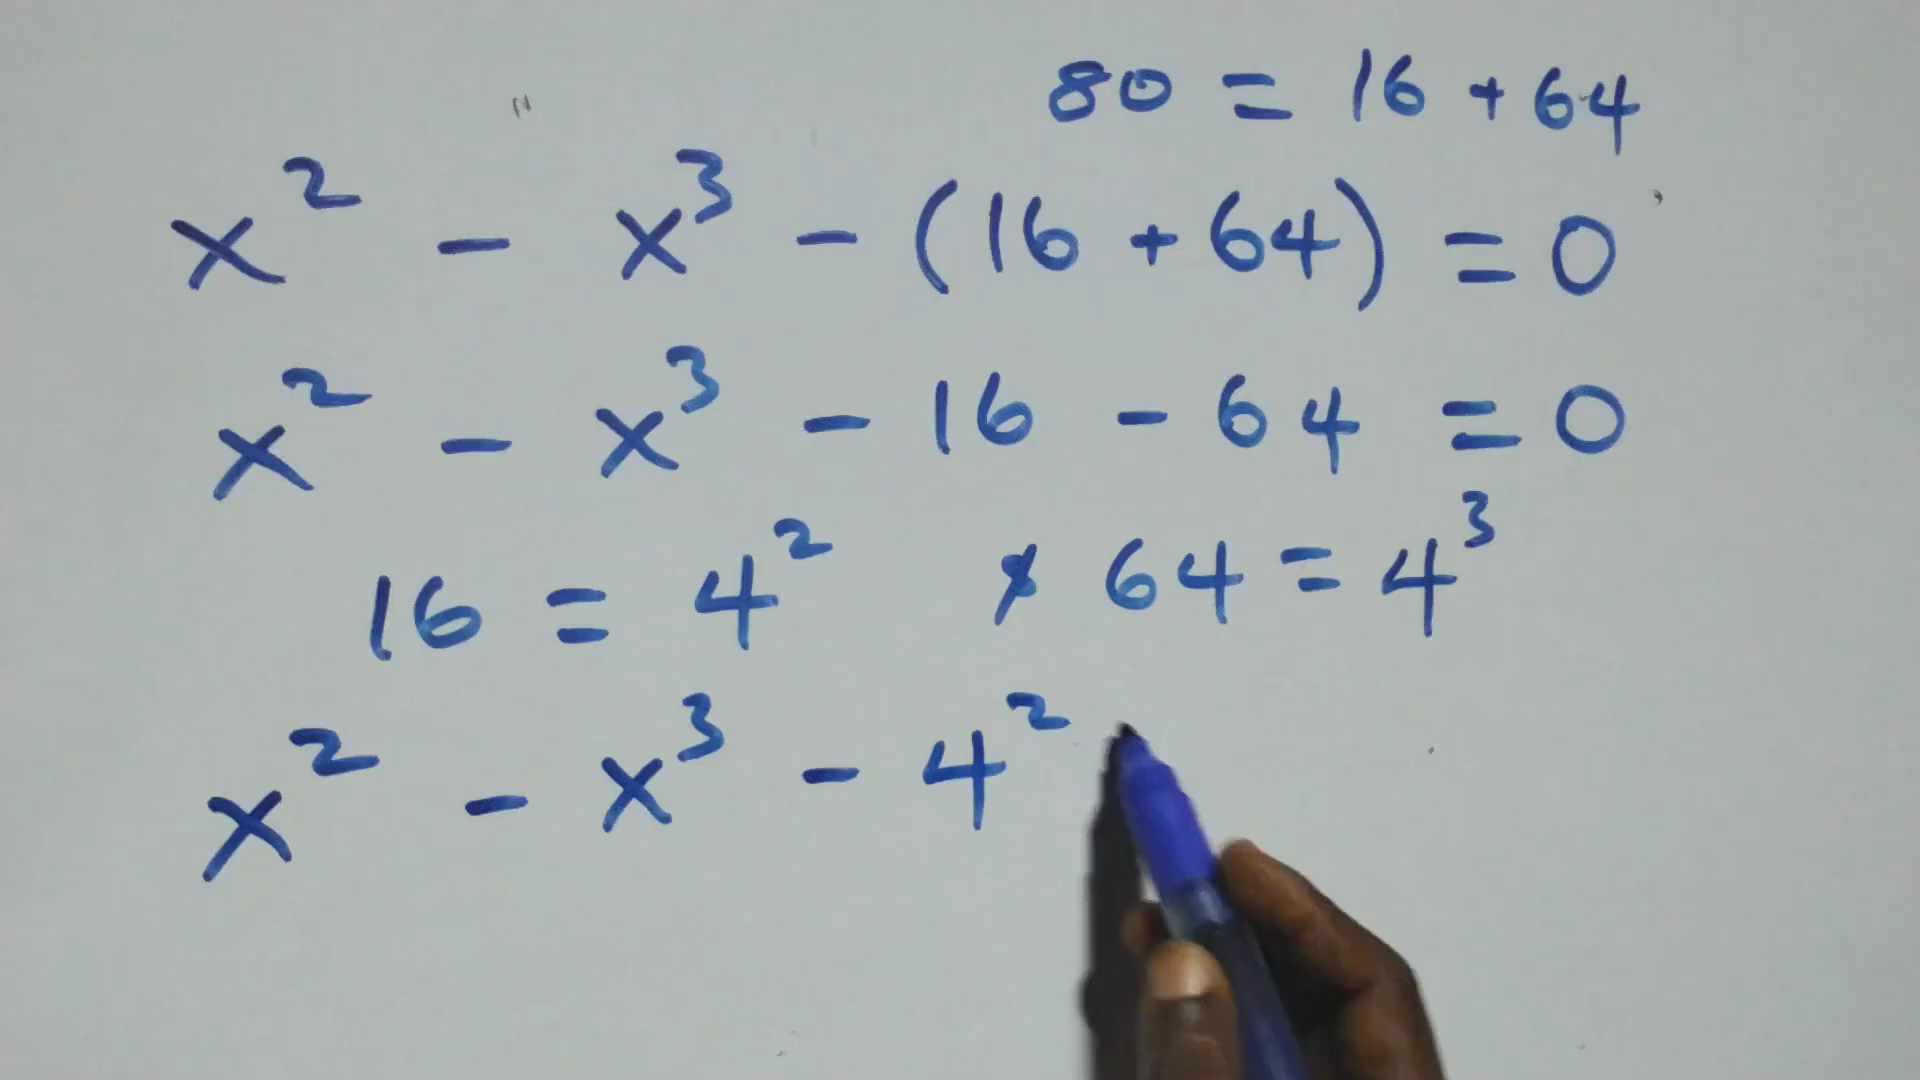 80 = 16 + 64
x² - x³ - (16 + 64) = 0
x² - x³ - 16 - 64 = 0
16 = 4² 64 = 4³
x² - x³ - 4²